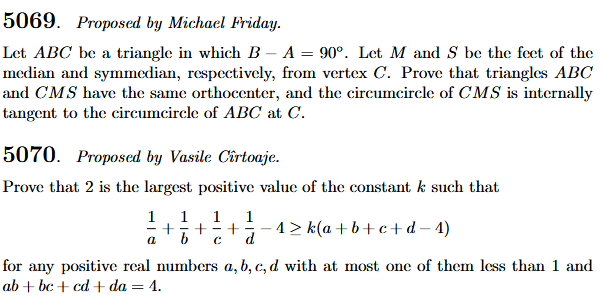 5069. Proposed by Michael Friday.
Let ABC be a triangle in which B − A = 90°. Let M and S be the feet of the
median and symmedian, respectively, from vertex C. Prove that triangles ABC
and CMS have the same orthocenter, and the circumcircle of CMS is internally
tangent to the circumcircle of ABC at C.
5070. Proposed by Vasile Cîrtoaje.
Prove that 2 is the largest positive value of the constant k such that
1/a + 1/b + 1/c + 1/d − 4 ≥ k(a + b + c + d − 4)
for any positive real numbers a, b, c, d with at most one of them less than 1 and
ab + bc + cd + da = 4.